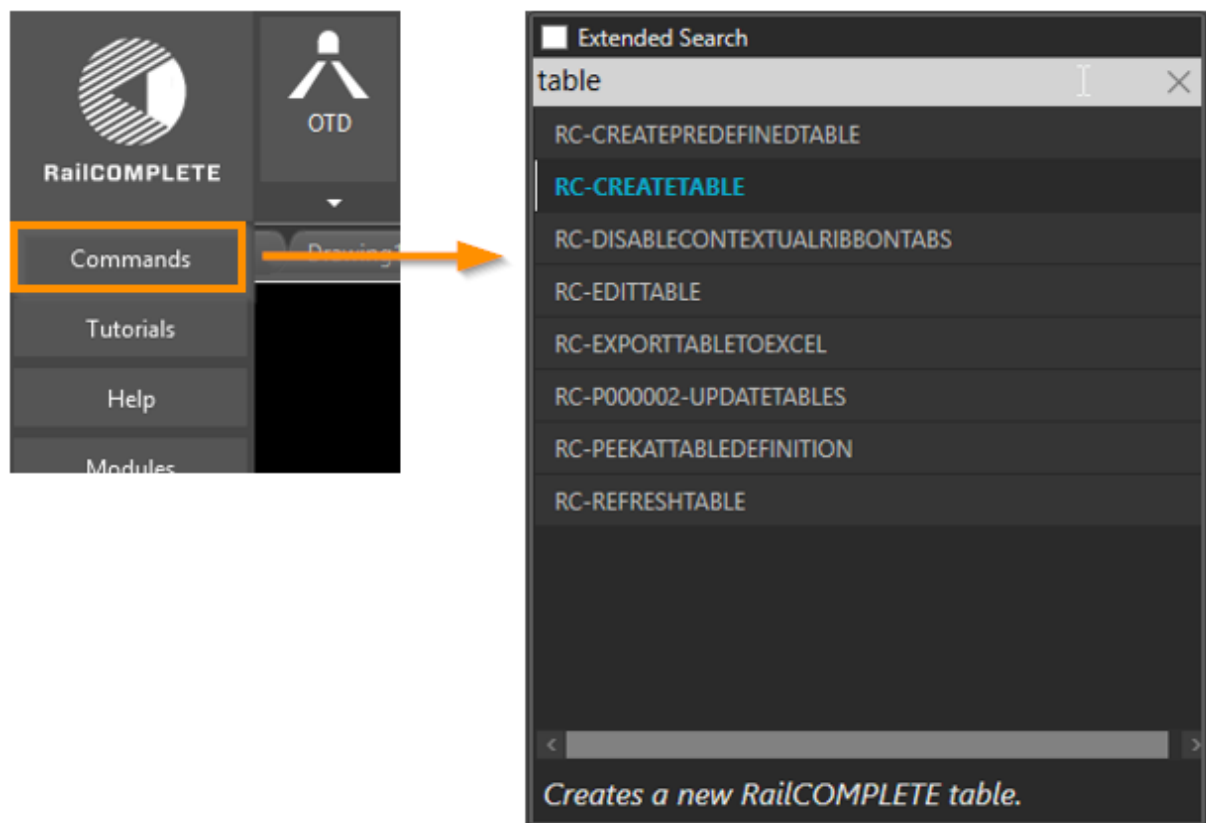 RailCOMPLETE
OTD
Commands
Drawing1
Tutorials
Help
Modules
Extended Search
table
RC-CREATEPREDEFINEDTABLE
RC-CREATETABLE
RC-DISABLECONTEXTUALRIBBONTABS
RC-EDITTABLE
RC-EXPORTTABLETOEXCEL
RC-P000002-UPDATETABLES
RC-PEEKATTABLEDEFINITION
RC-REFRESHTABLE
Creates a new RailCOMPLETE table.